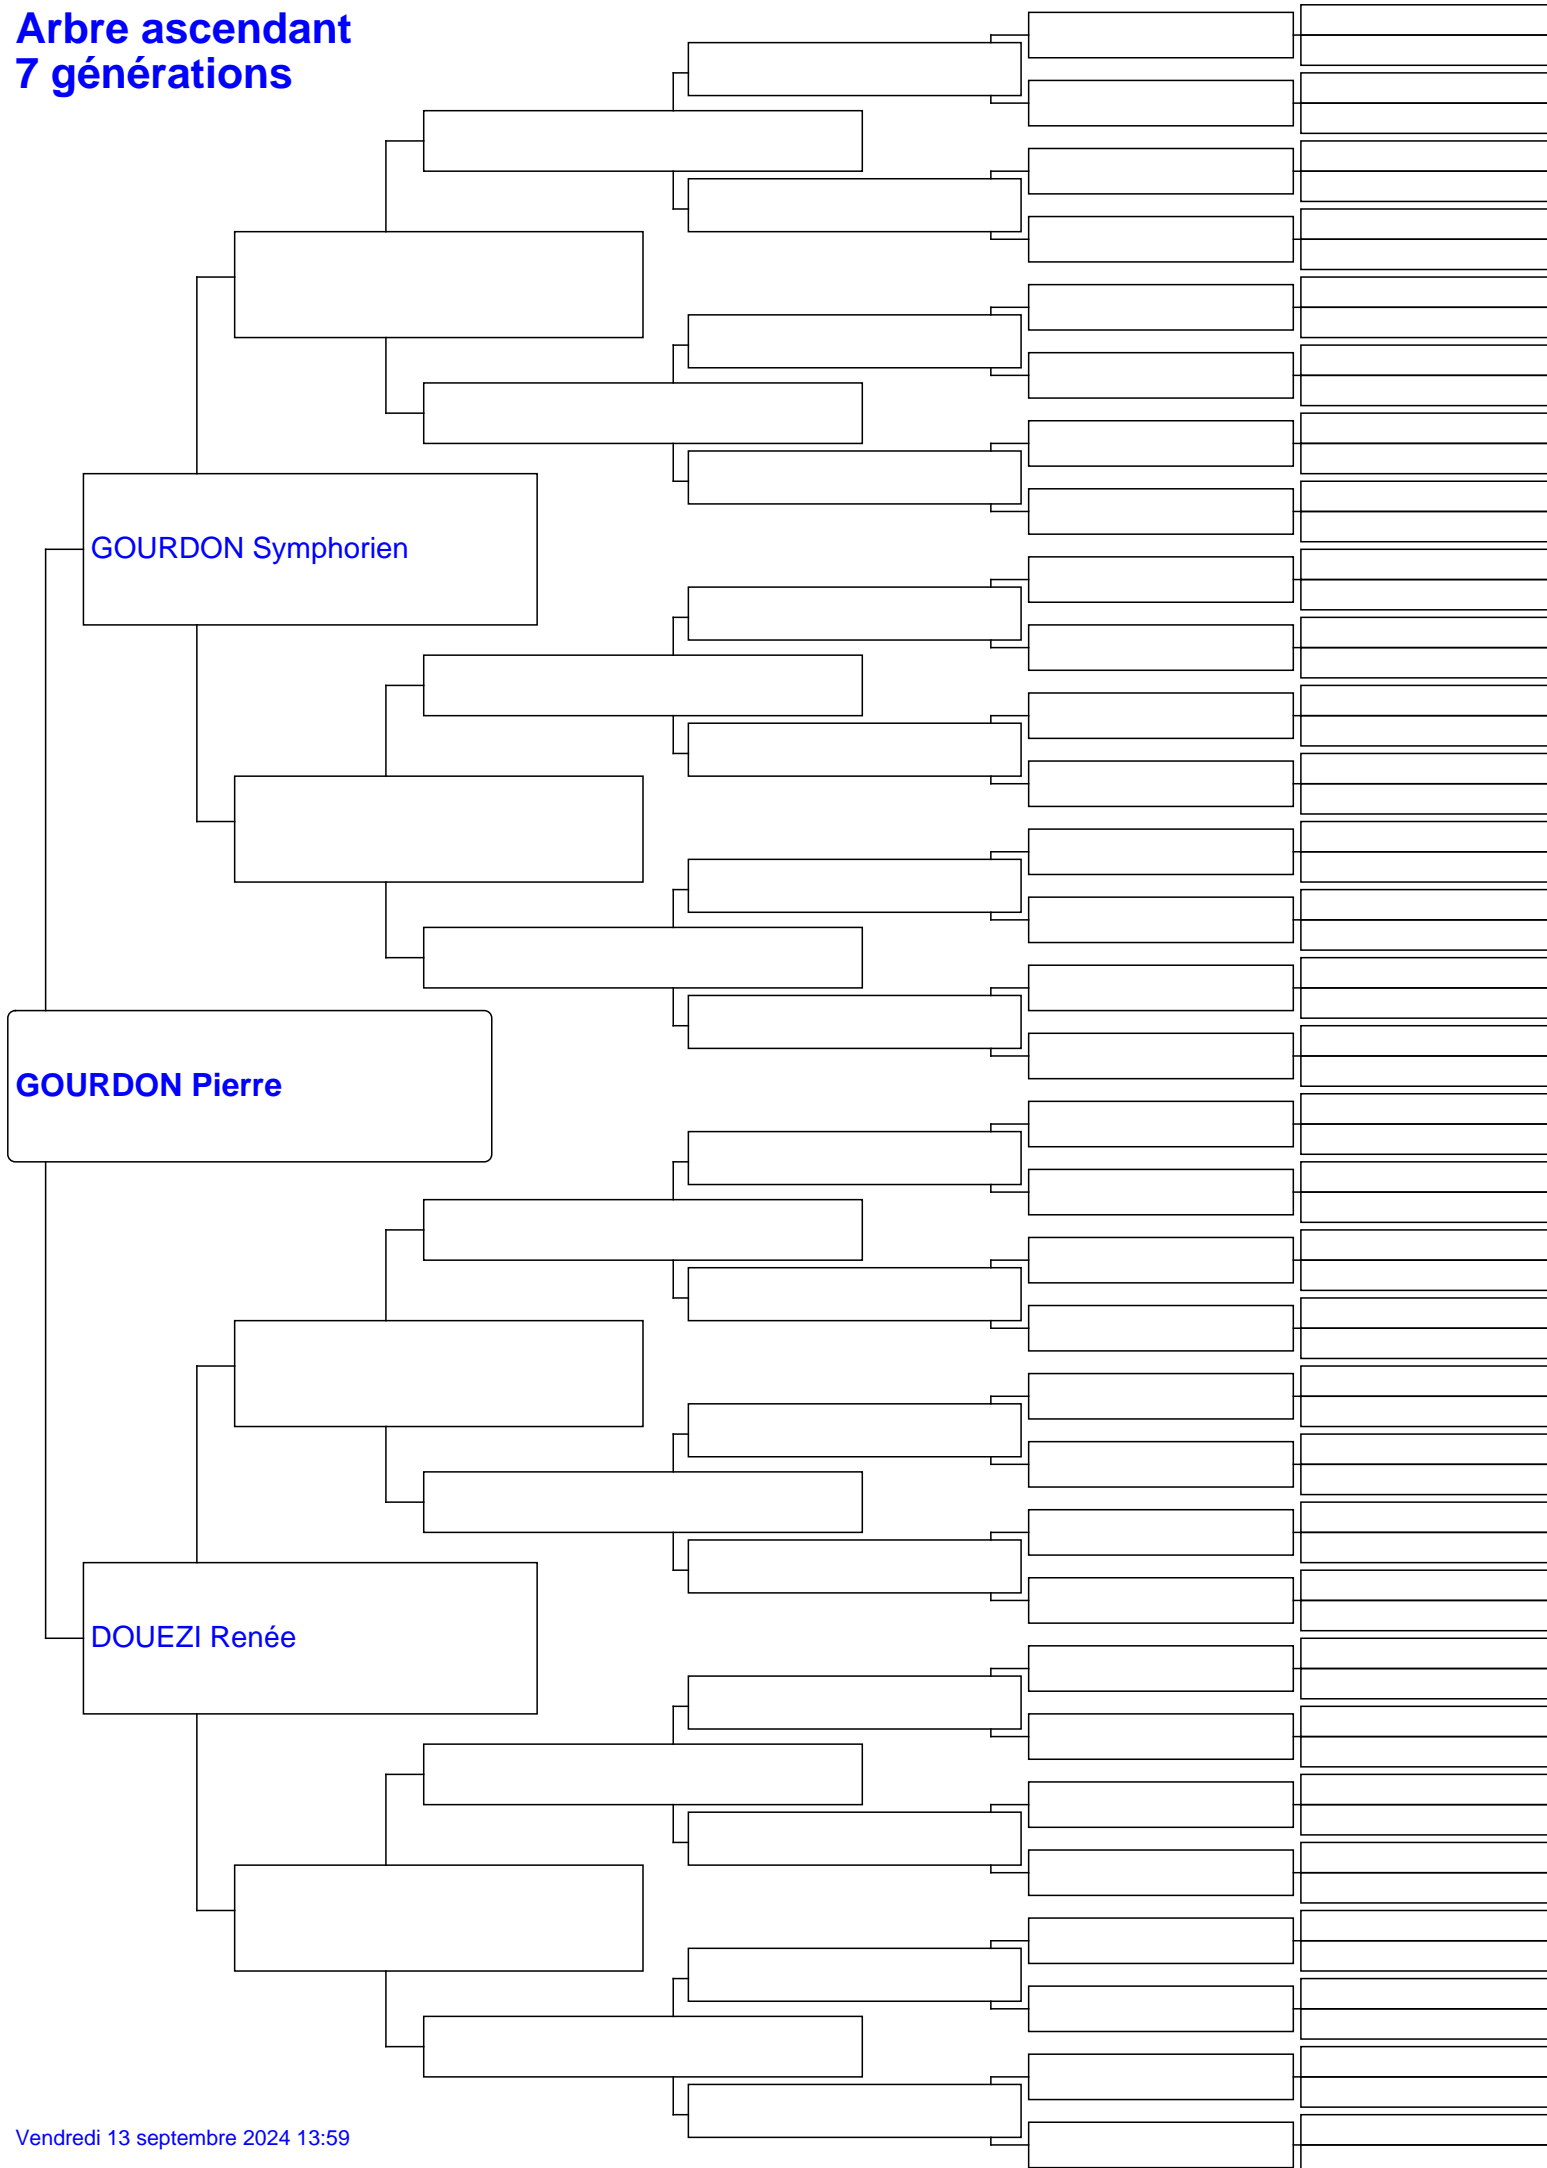 Arbre ascendant
7 générations
GOURDON Symphorien
GOURDON Pierre
DOUEZI Renée
Vendredi 13 septembre 2024 13:59